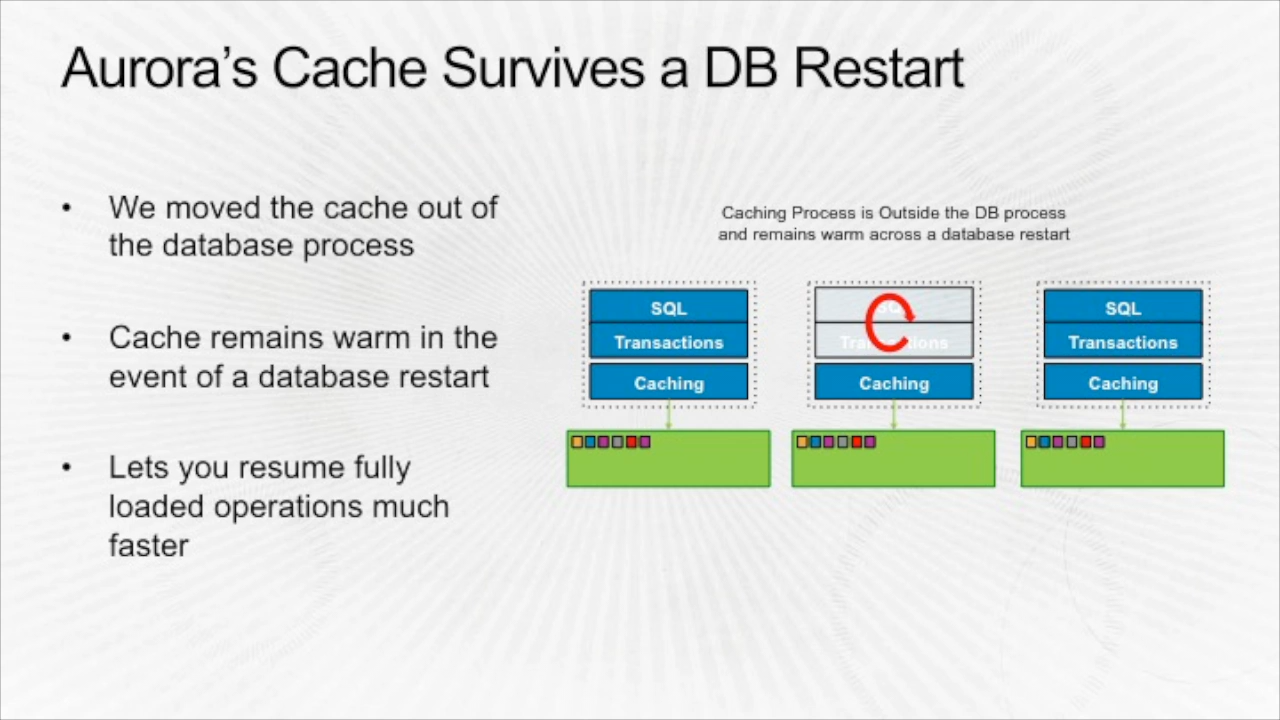 Aurora’s Cache Survives a DB Restart
• We moved the cache out of
the database process
• Cache remains warm in the
event of a database restart
• Lets you resume fully
loaded operations much
faster
Caching Process is Outside the DB process
and remains warm across a database restart
SQL
Transactions
Caching
SQL
Transactions
Caching
SQL
Transactions
Caching